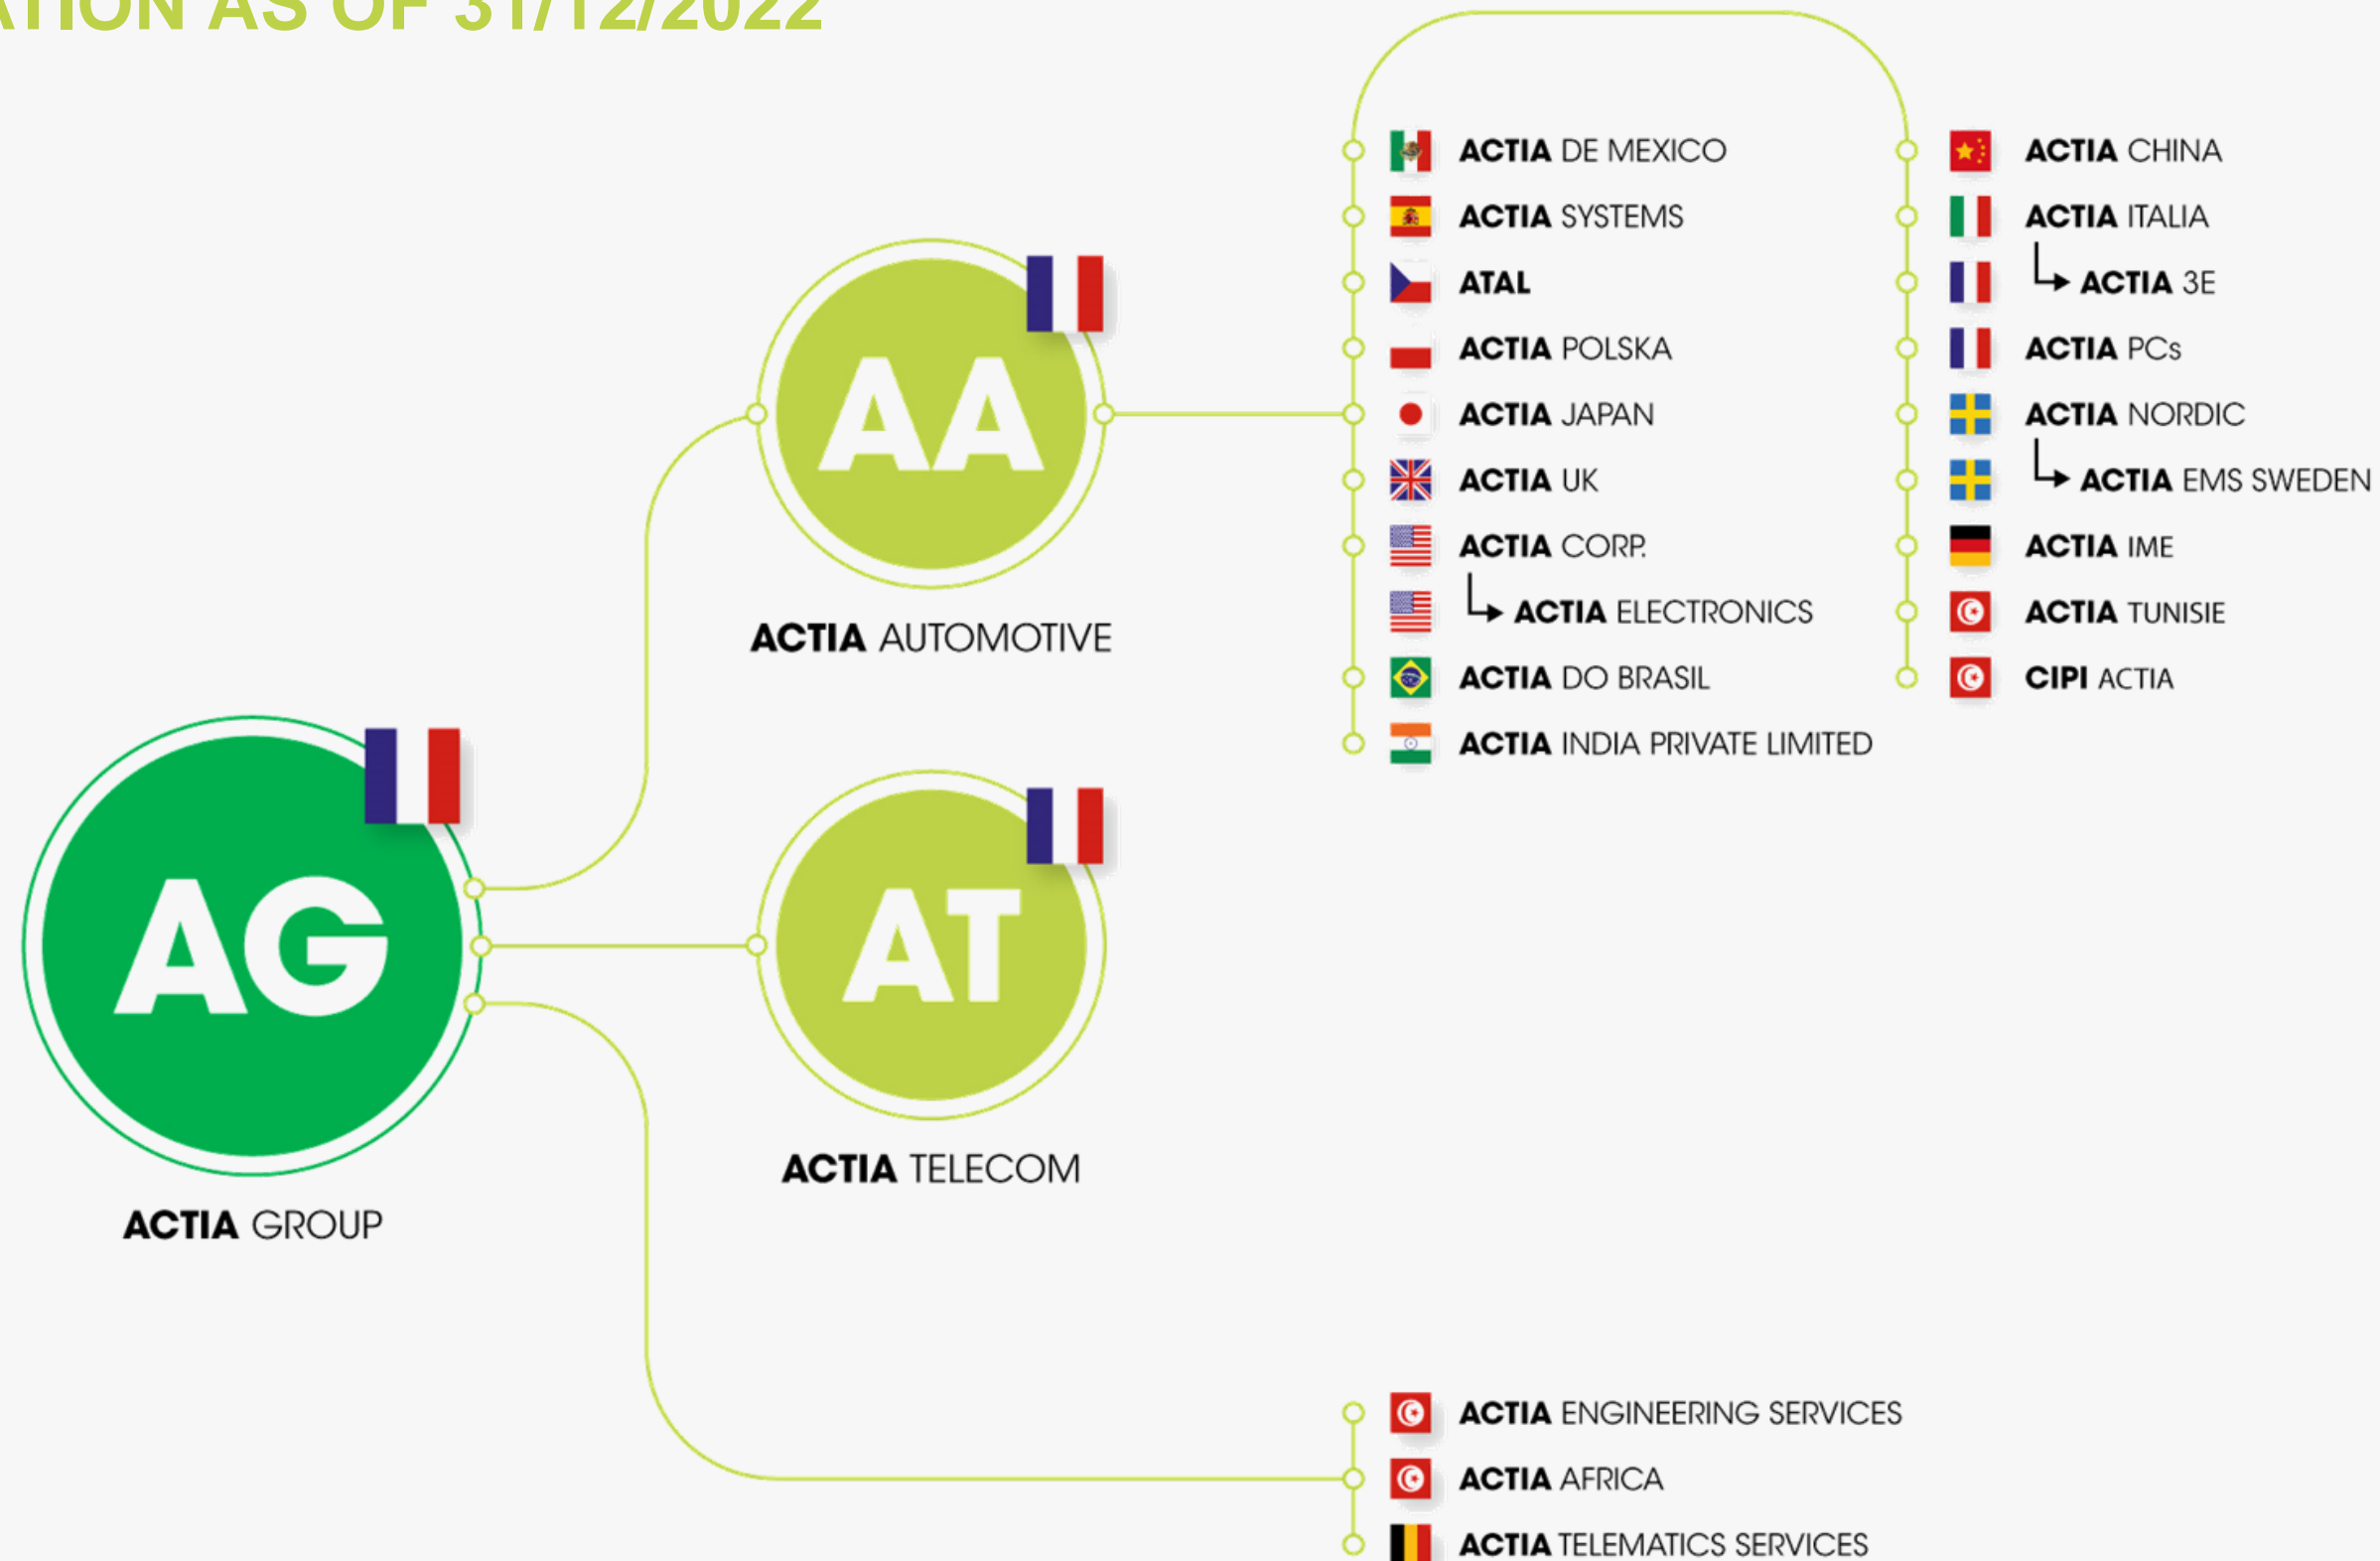 AS OF 31/12/2022
ACTIA DE MEXICO
ACTIA SYSTEMS
ATAL
ACTIA POLSKA
ACTIA JAPAN
ACTIA UK
ACTIA CORP.
ACTIA ELECTRONICS
ACTIA DO BRASIL
ACTIA INDIA PRIVATE LIMITED
ACTIA CHINA
ACTIA ITALIA
ACTIA 3E
ACTIA PCs
ACTIA NORDIC
ACTIA EMS SWEDEN
ACTIA IME
ACTIA TUNISIE
CIPI ACTIA
AA
ACTIA AUTOMOTIVE
AG
ACTIA GROUP
AT
ACTIA TELECOM
ACTIA ENGINEERING SERVICES
ACTIA AFRICA
ACTIA TELEMATICS SERVICES